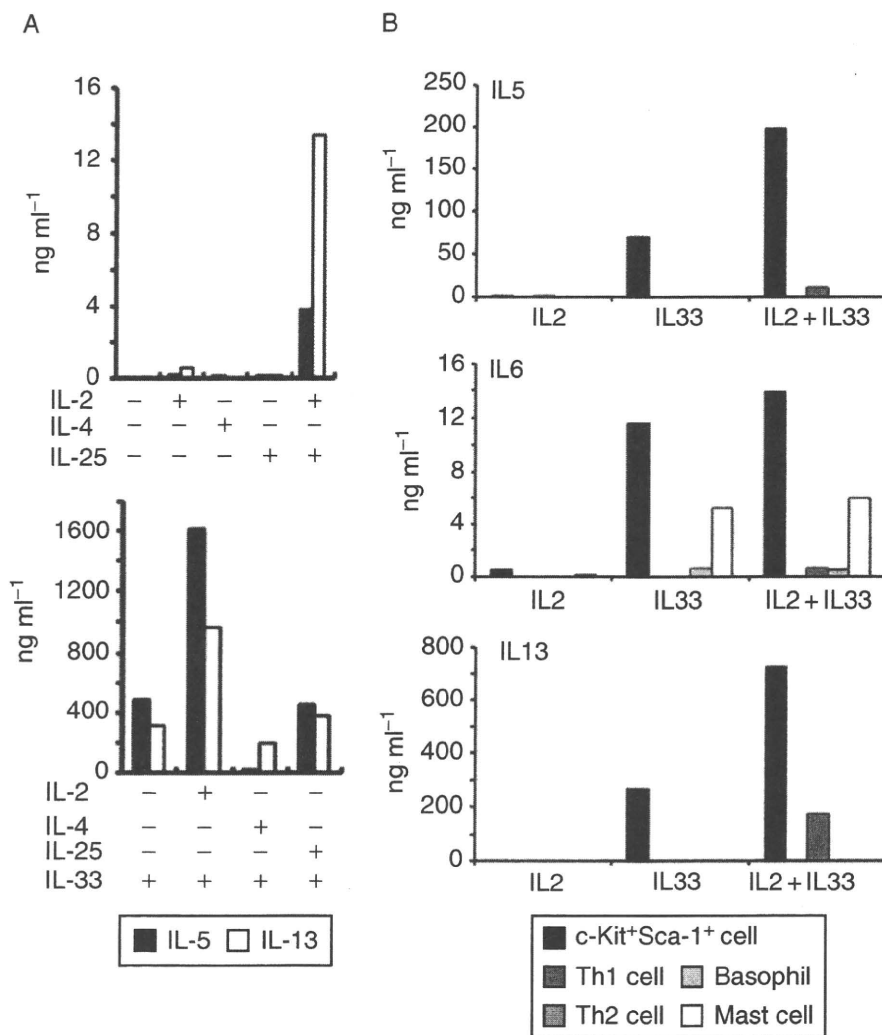 A
16
12
8
4
0
ng ml⁻¹
IL-2 − + − − +
IL-4 − − + − −
IL-25 − − − + +
1600
1200
800
400
0
ng ml⁻¹
IL-2 − + − −
IL-4 − − + −
IL-25 − − − +
IL-33 + + + +
IL-5 IL-13
B
IL5
250
200
150
100
50
0
ng ml⁻¹
IL2 IL33 IL2 + IL33
IL6
16
12
8
4
0
ng ml⁻¹
IL2 IL33 IL2 + IL33
IL13
800
600
400
200
0
ng ml⁻¹
IL2 IL33 IL2 + IL33
c-Kit⁺Sca-1⁺ cell
Th1 cell Basophil
Th2 cell Mast cell